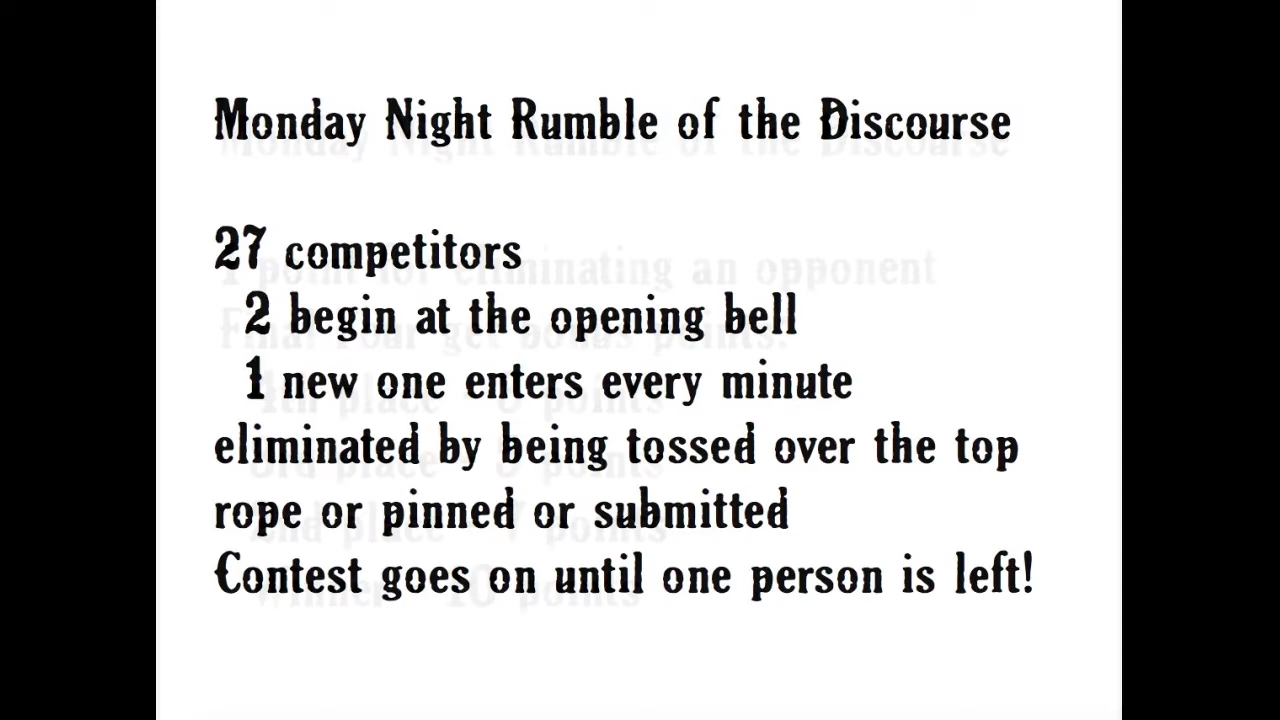 Monday Night Rumble of the Discourse
27 competitors
2 begin at the opening bell
1 new one enters every minute
eliminated by being tossed over the top
rope or pinned or submitted
Contest goes on until one person is left!